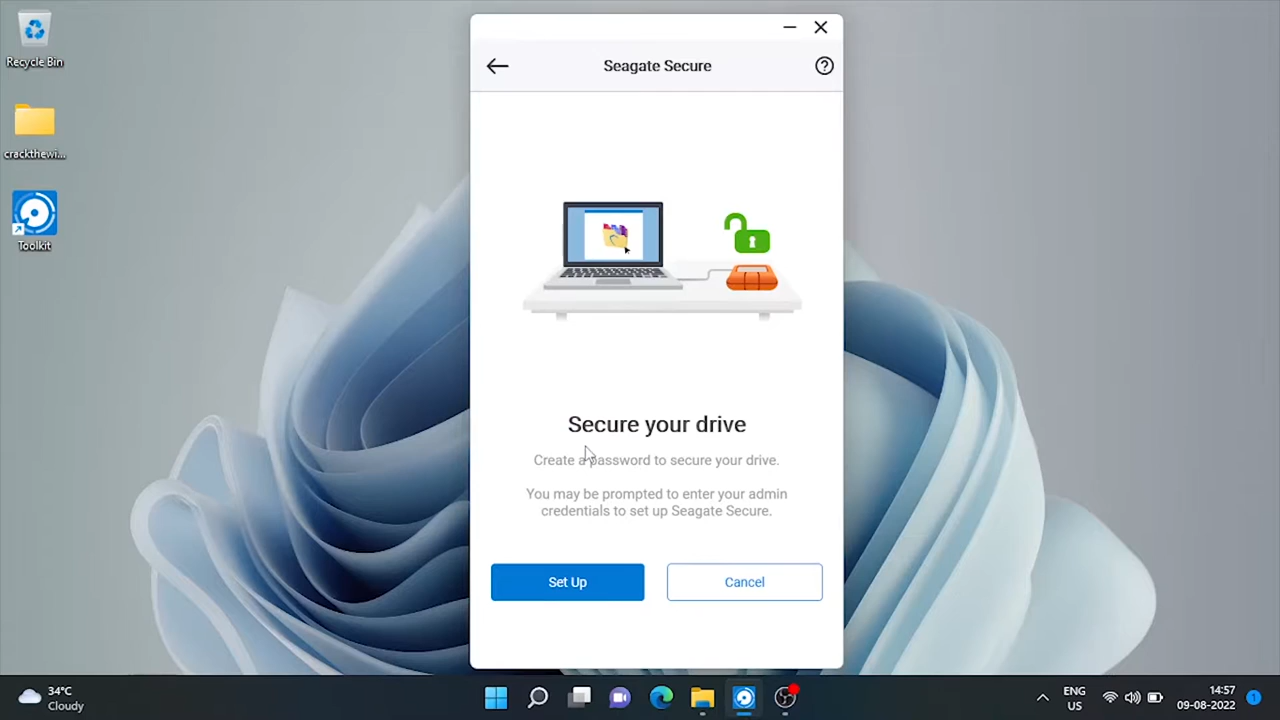 Recycle Bin
crackthewi...
Toolkit
Seagate Secure
Secure your drive
Create a password to secure your drive.
You may be prompted to enter your admin
credentials to set up Seagate Secure.
Set Up
Cancel
34°C
Cloudy
ENG
US
14:57
09-08-2022
1